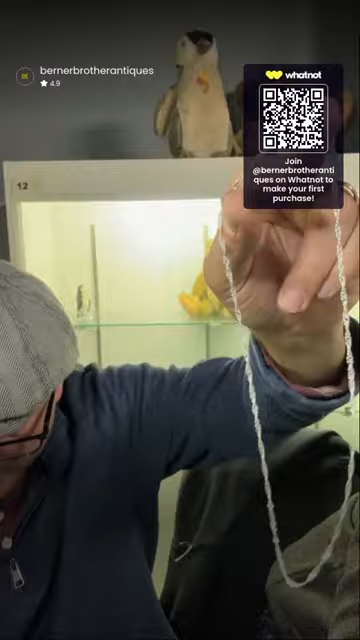 bernerbrotherantiques
★ 4.9
whatnot
Join
@bernerbrotheranti
ques on Whatnot to
make your first
purchase!
12